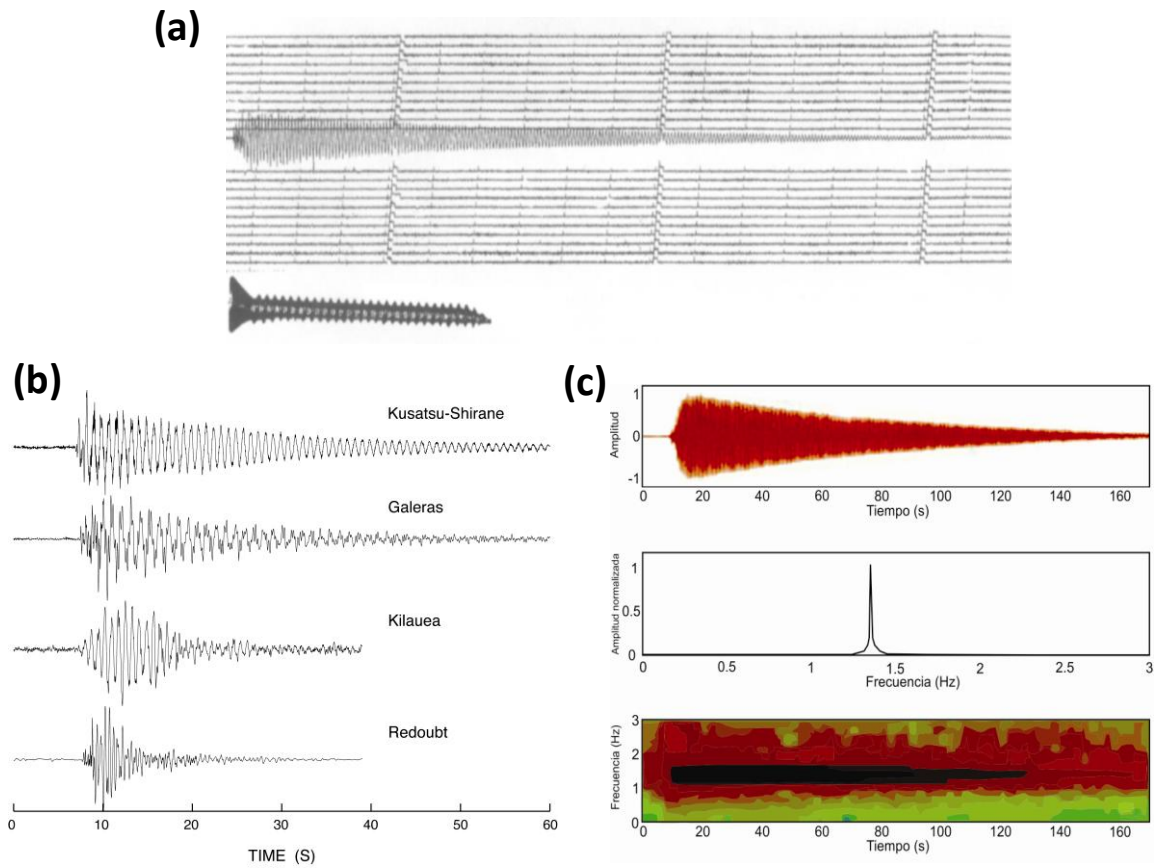 (a)
(b)
Kusatsu-Shirane
Galeras
Kilauea
Redoubt
0 10 20 30 40 50 60
TIME (S)
(c)
Amplitud
1
0
-1
0 20 40 60 80 100 120 140 160
Tiempo (s)
Amplitud normalizada
1
0.5
0
0 0.5 1 1.5 2 2.5 3
Frecuencia (Hz)
Frecuencia (Hz)
3
2
1
0
0 20 40 60 80 100 120 140 160
Tiempo (s)